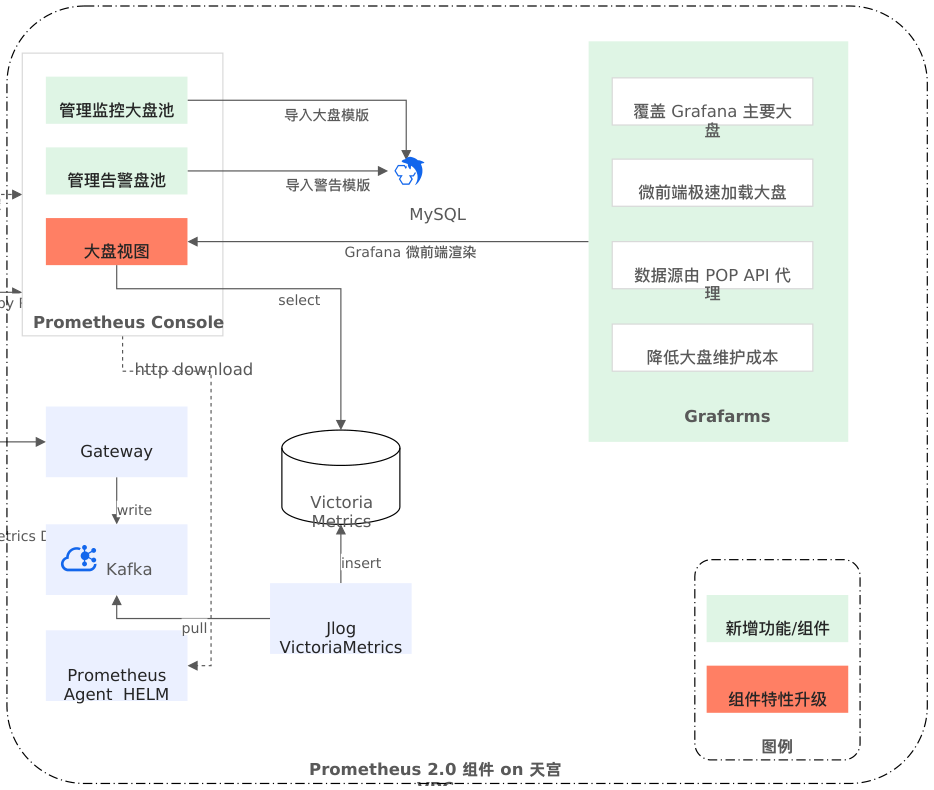 管理监控大盘池
导入大盘模版
管理告警盘池
导入警告模版
MySQL
大盘视图
Grafana 微前端渲染
select
Prometheus Console
http download
覆盖 Grafana 主要大
盘
微前端极速加载大盘
数据源由 POP API 代
理
降低大盘维护成本
Grafarms
Gateway
write
Kafka
Victoria
Metrics
insert
Jlog
VictoriaMetrics
pull
Prometheus
Agent HELM
新增功能/组件
组件特性升级
图例
Prometheus 2.0 组件 on 天宫